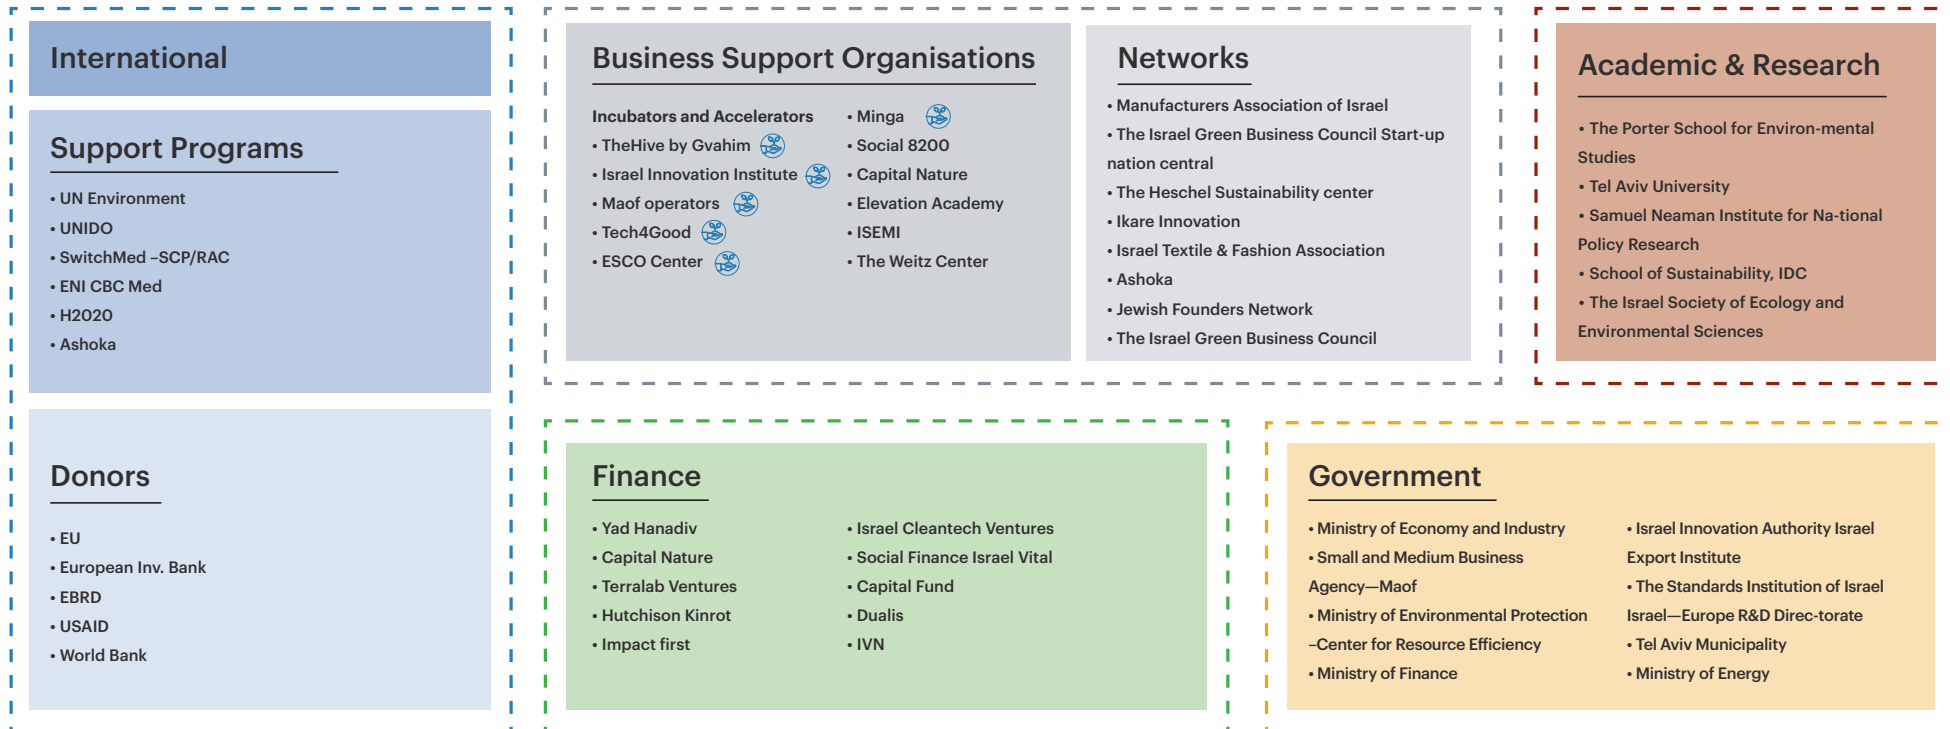 International
Support Programs
• UN Environment
• UNIDO
• SwitchMed –SCP/RAC
• ENI CBC Med
• H2020
• Ashoka
Donors
• EU
• European Inv. Bank
• EBRD
• USAID
• World Bank
Business Support Organisations
Incubators and Accelerators
• TheHive by Gvahim
• Israel Innovation Institute
• Maof operators
• Tech4Good
• ESCO Center
• Minga
• Social 8200
• Capital Nature
• Elevation Academy
• ISEMI
• The Weitz Center
Networks
• Manufacturers Association of Israel
• The Israel Green Business Council Start-up
nation central
• The Heschel Sustainability center
• Ikare Innovation
• Israel Textile & Fashion Association
• Ashoka
• Jewish Founders Network
• The Israel Green Business Council
Academic & Research
• The Porter School for Environ-mental
Studies
• Tel Aviv University
• Samuel Neaman Institute for Na-tional
Policy Research
• School of Sustainability, IDC
• The Israel Society of Ecology and
Environmental Sciences
Finance
• Yad Hanadiv
• Capital Nature
• Terralab Ventures
• Hutchison Kinrot
• Impact first
• Israel Cleantech Ventures
• Social Finance Israel Vital
• Capital Fund
• Dualis
• IVN
Government
• Ministry of Economy and Industry
• Small and Medium Business
Agency—Maof
• Ministry of Environmental Protection
–Center for Resource Efficiency
• Ministry of Finance
• Israel Innovation Authority Israel
Export Institute
• The Standards Institution of Israel
Israel—Europe R&D Direc-torate
• Tel Aviv Municipality
• Ministry of Energy